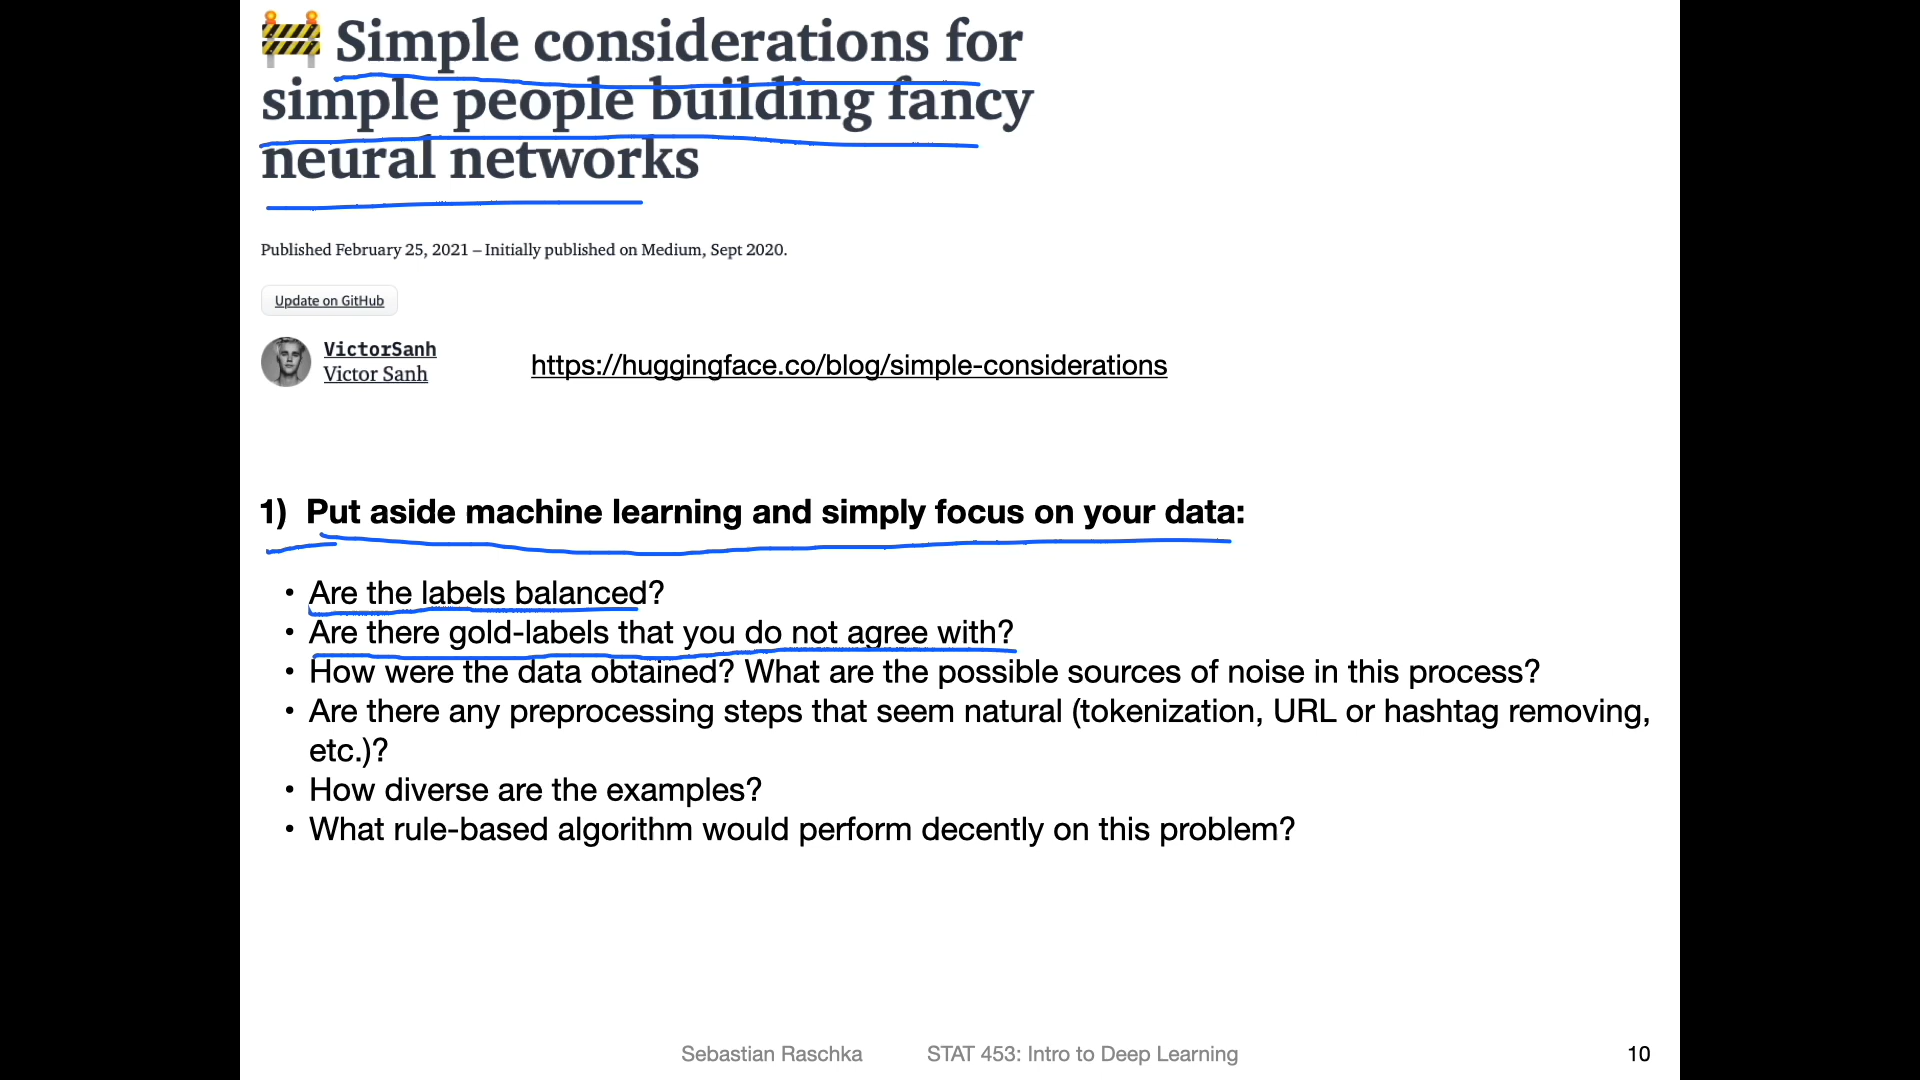 🚧 Simple considerations for
simple people building fancy
neural networks
Published February 25, 2021 – Initially published on Medium, Sept 2020.
Update on GitHub
VictorSanh
Victor Sanh
https://huggingface.co/blog/simple-considerations
1) Put aside machine learning and simply focus on your data:
• Are the labels balanced?
• Are there gold-labels that you do not agree with?
• How were the data obtained? What are the possible sources of noise in this process?
• Are there any preprocessing steps that seem natural (tokenization, URL or hashtag removing,
etc.)?
• How diverse are the examples?
• What rule-based algorithm would perform decently on this problem?
Sebastian Raschka STAT 453: Intro to Deep Learning 10